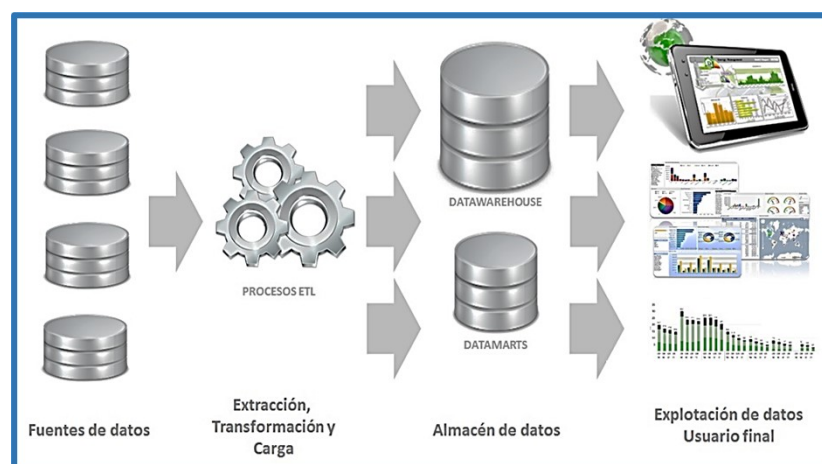 DATAWAREHOUSE
PROCESOS ETL
DATAMARTS
Fuentes de datos
Extracción,
Transformación y
Carga
Almacén de datos
Explotación de datos
Usuario final